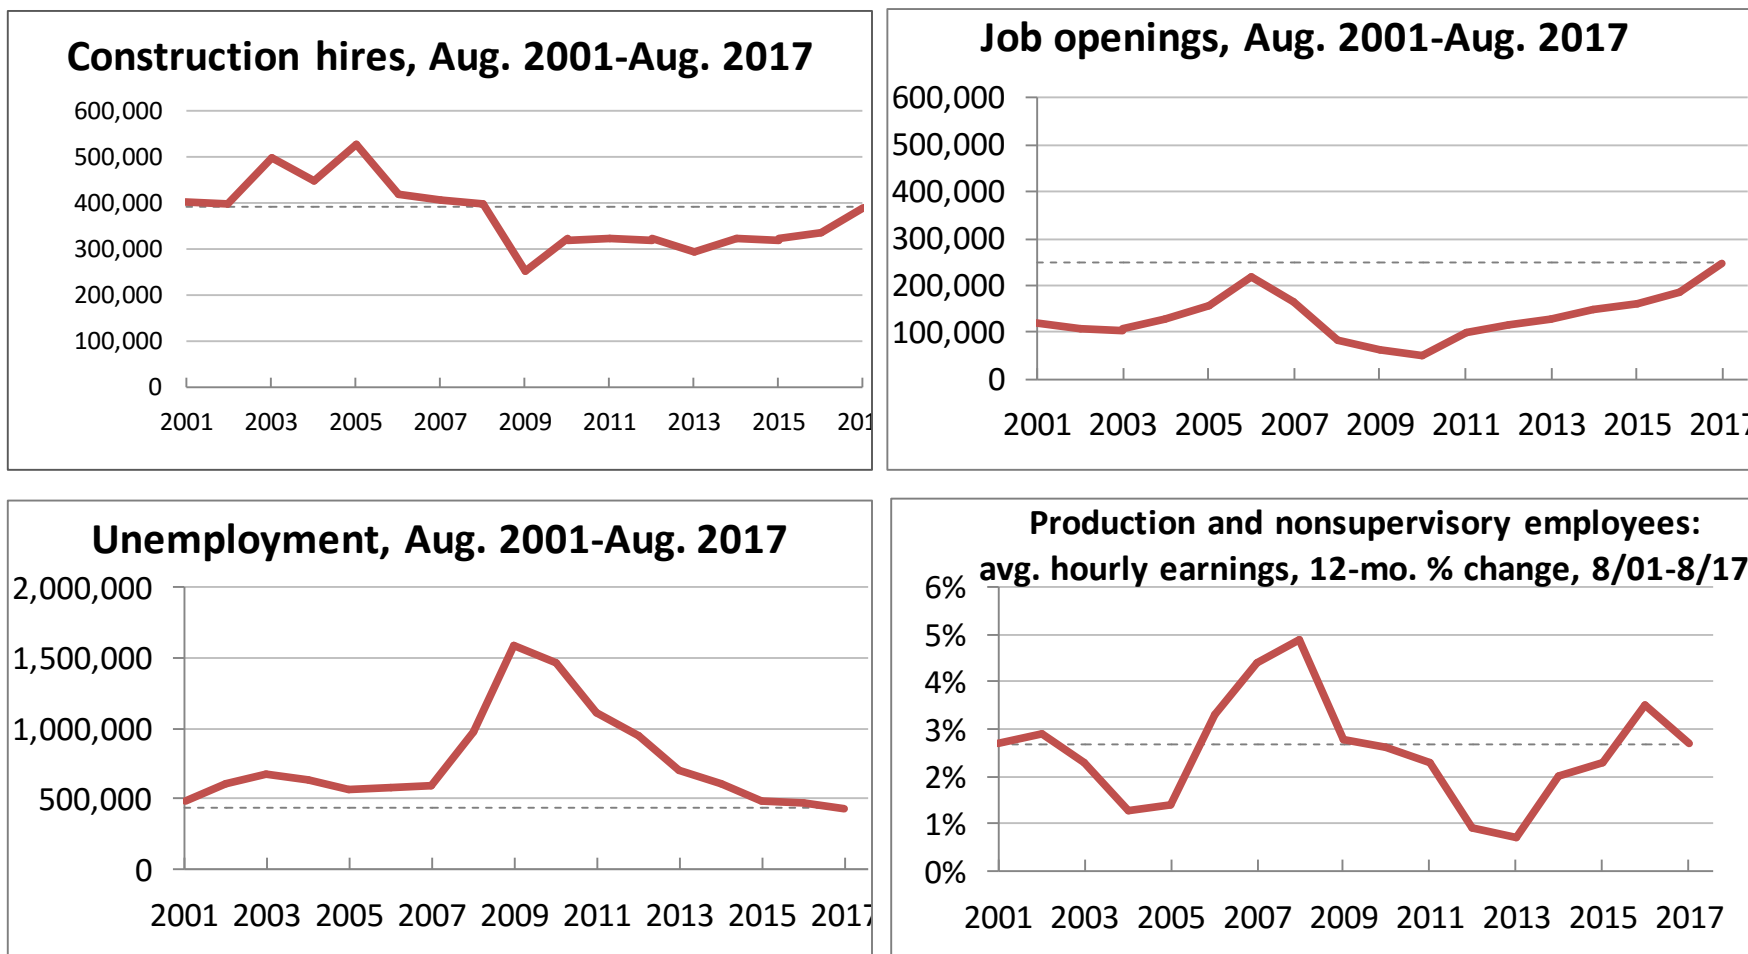 Construction hires, Aug. 2001-Aug. 2017
600,000
500,000
400,000
300,000
200,000
100,000
0
2001 2003 2005 2007 2009 2011 2013 2015 201
Job openings, Aug. 2001-Aug. 2017
600,000
500,000
400,000
300,000
200,000
100,000
0
2001 2003 2005 2007 2009 2011 2013 2015 2017
Unemployment, Aug. 2001-Aug. 2017
2,000,000
1,500,000
1,000,000
500,000
0
2001 2003 2005 2007 2009 2011 2013 2015 2017
Production and nonsupervisory employees:
avg. hourly earnings, 12-mo. % change, 8/01-8/17
6%
5%
4%
3%
2%
1%
0%
2001 2003 2005 2007 2009 2011 2013 2015 2017